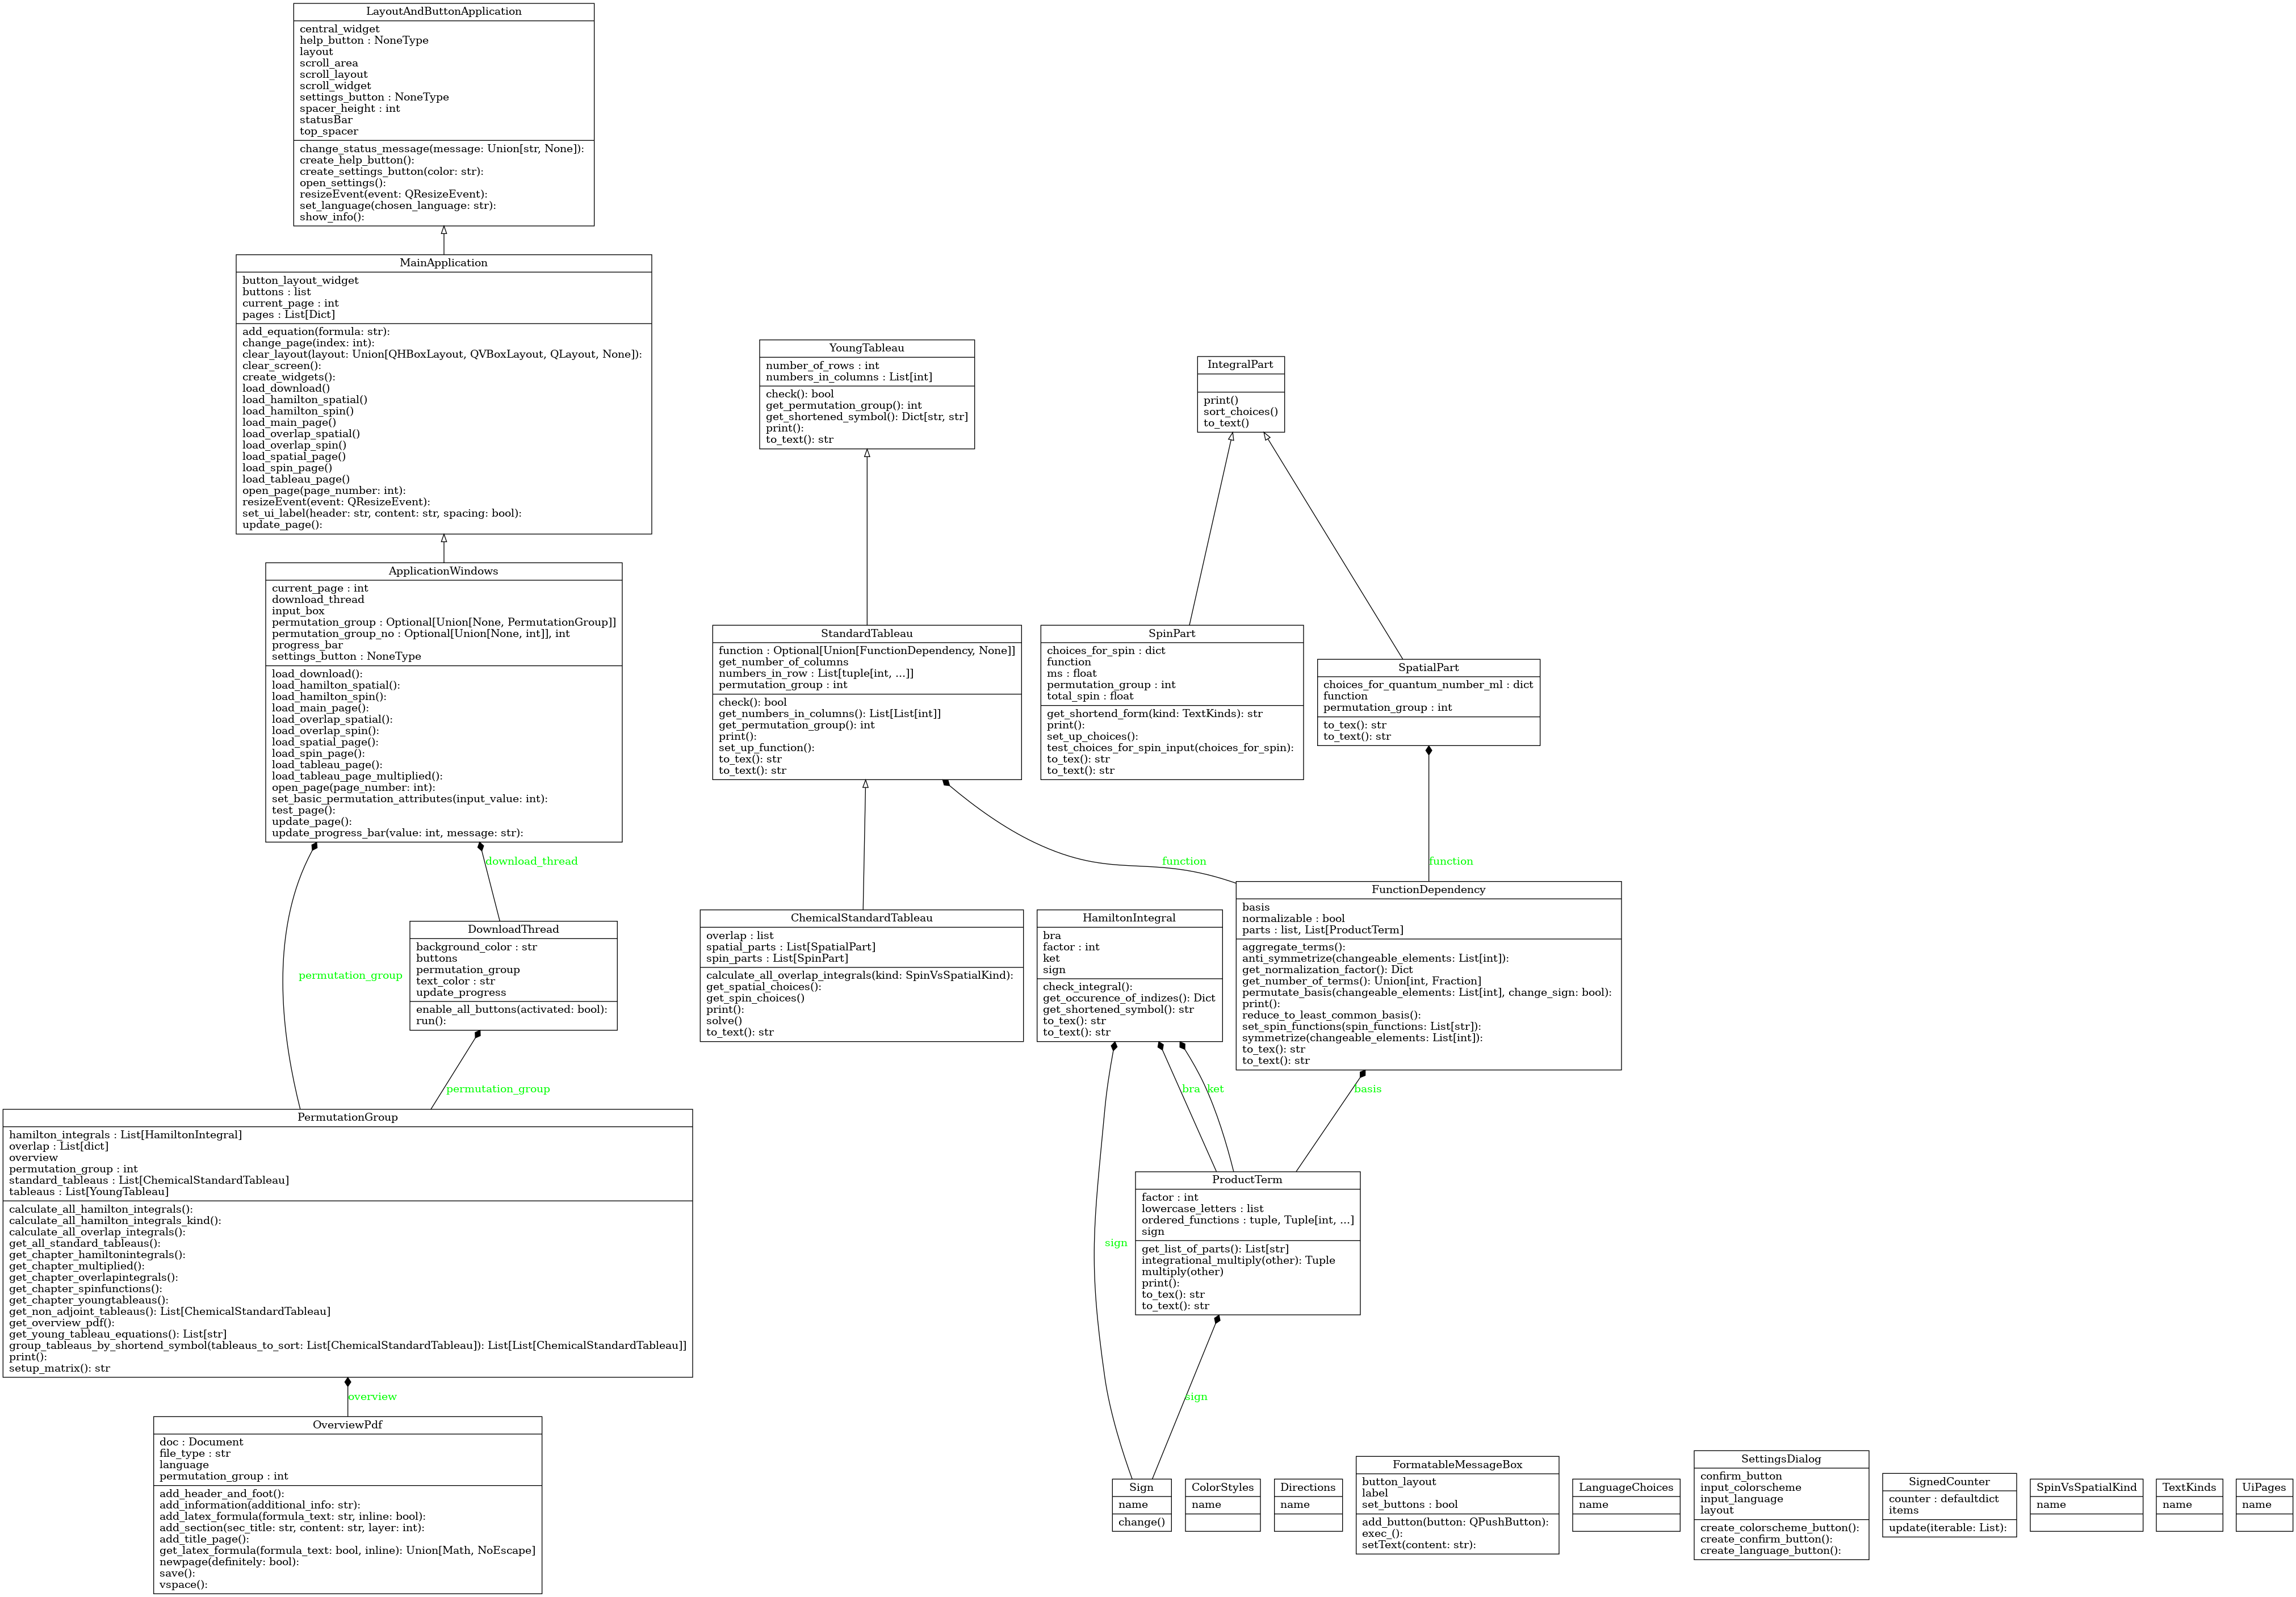 LayoutAndButtonApplication
central_widget
help_button : NoneType
layout
scroll_area
scroll_layout
scroll_widget
settings_button : NoneType
spacer_height : int
statusBar
top_spacer
change_status_message(message: Union[str, None]):
create_help_button():
create_settings_button(color: str):
open_settings():
resizeEvent(event: QResizeEvent):
set_language(chosen_language: str):
show_info():
MainApplication
button_layout_widget
buttons : list
current_page : int
pages : List[Dict]
add_equation(formula: str):
change_page(index: int):
clear_layout(layout: Union[QHBoxLayout, QVBoxLayout, QLayout, None]):
clear_screen():
create_widgets():
load_download()
load_hamilton_spatial()
load_hamilton_spin()
load_main_page()
load_overlap_spatial()
load_overlap_spin()
load_spatial_page()
load_spin_page()
load_tableau_page()
open_page(page_number: int):
resizeEvent(event: QResizeEvent):
set_ui_label(header: str, content: str, spacing: bool):
update_page():
YoungTableau
number_of_rows : int
numbers_in_columns : List[int]
check(): bool
get_permutation_group(): int
get_shortened_symbol(): Dict[str, str]
print():
to_text(): str
IntegralPart
print()
sort_choices()
to_text()
ApplicationWindows
current_page : int
download_thread
input_box
permutation_group : Optional[Union[None, PermutationGroup]]
permutation_group_no : Optional[Union[None, int]], int
progress_bar
settings_button : NoneType
load_download():
load_hamilton_spatial():
load_hamilton_spin():
load_main_page():
load_overlap_spatial():
load_overlap_spin():
load_spatial_page():
load_spin_page():
load_tableau_page():
load_tableau_page_multiplied():
open_page(page_number: int):
set_basic_permutation_attributes(input_value: int):
test_page():
update_page():
update_progress_bar(value: int, message: str):
StandardTableau
function : Optional[Union[FunctionDependency, None]]
get_number_of_columns
numbers_in_row : List[tuple[int, ...]]
permutation_group : int
check(): bool
get_numbers_in_columns(): List[List[int]]
get_permutation_group(): int
print():
set_up_function():
to_tex(): str
to_text(): str
SpinPart
choices_for_spin : dict
function
ms : float
permutation_group : int
total_spin : float
get_shortend_form(kind: TextKinds): str
print():
set_up_choices():
test_choices_for_spin_input(choices_for_spin):
to_tex(): str
to_text(): str
SpatialPart
choices_for_quantum_number_ml : dict
function
permutation_group : int
to_tex(): str
to_text(): str
download_thread
function
function
permutation_group
DownloadThread
background_color : str
buttons
permutation_group
text_color : str
update_progress
enable_all_buttons(activated: bool):
run():
ChemicalStandardTableau
overlap : list
spatial_parts : List[SpatialPart]
spin_parts : List[SpinPart]
calculate_all_overlap_integrals(kind: SpinVsSpatialKind):
get_spatial_choices():
get_spin_choices()
print():
solve()
to_text(): str
HamiltonIntegral
bra
factor : int
ket
sign
check_integral():
get_occurence_of_indizes(): Dict
get_shortened_symbol(): str
to_tex(): str
to_text(): str
FunctionDependency
basis
normalizable : bool
parts : list, List[ProductTerm]
aggregate_terms():
anti_symmetrize(changeable_elements: List[int]):
get_normalization_factor(): Dict
get_number_of_terms(): Union[int, Fraction]
permutate_basis(changeable_elements: List[int], change_sign: bool):
print():
reduce_to_least_common_basis():
set_spin_functions(spin_functions: List[str]):
symmetrize(changeable_elements: List[int]):
to_tex(): str
to_text(): str
permutation_group
bra
ket
basis
PermutationGroup
hamilton_integrals : List[HamiltonIntegral]
overlap : List[dict]
overview
permutation_group : int
standard_tableaus : List[ChemicalStandardTableau]
tableaus : List[YoungTableau]
calculate_all_hamilton_integrals():
calculate_all_hamilton_integrals_kind():
calculate_all_overlap_integrals():
get_all_standard_tableaus():
get_chapter_hamiltonintegrals():
get_chapter_multiplied():
get_chapter_overlapintegrals():
get_chapter_spinfunctions():
get_chapter_youngtableaus():
get_non_adjoint_tableaus(): List[ChemicalStandardTableau]
get_overview_pdf():
get_young_tableau_equations(): List[str]
group_tableaus_by_shortend_symbol(tableaus_to_sort: List[ChemicalStandardTableau]): List[List[ChemicalStandardTableau]]
print():
setup_matrix(): str
sign
ProductTerm
factor : int
lowercase_letters : list
ordered_functions : tuple, Tuple[int, ...]
sign
get_list_of_parts(): List[str]
integrational_multiply(other): Tuple
multiply(other)
print():
to_tex(): str
to_text(): str
overview
sign
OverviewPdf
doc : Document
file_type : str
language
permutation_group : int
add_header_and_foot():
add_information(additional_info: str):
add_latex_formula(formula_text: str, inline: bool):
add_section(sec_title: str, content: str, layer: int):
add_title_page():
get_latex_formula(formula_text: bool, inline): Union[Math, NoEscape]
newpage(definitely: bool):
save():
vspace():
Sign
name
change()
ColorStyles
name
Directions
name
FormatableMessageBox
button_layout
label
set_buttons : bool
add_button(button: QPushButton):
exec_():
setText(content: str):
LanguageChoices
name
SettingsDialog
confirm_button
input_colorscheme
input_language
layout
create_colorscheme_button():
create_confirm_button():
create_language_button():
SignedCounter
counter : defaultdict
items
update(iterable: List):
SpinVsSpatialKind
name
TextKinds
name
UiPages
name